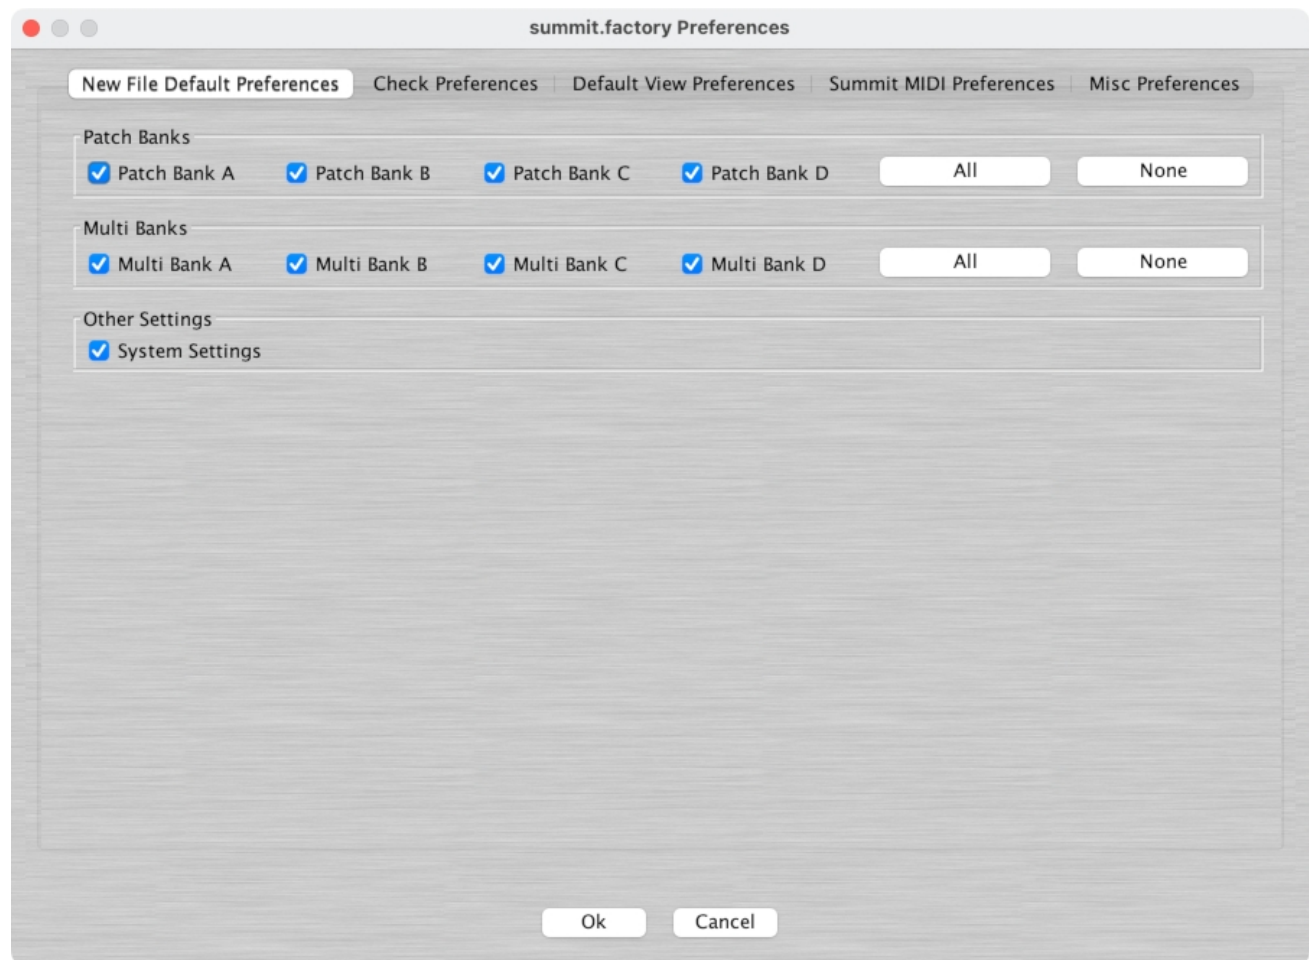 summit.factory Preferences
New File Default Preferences Check Preferences Default View Preferences Summit MIDI Preferences Misc Preferences
Patch Banks
Patch Bank A Patch Bank B Patch Bank C Patch Bank D All None
Multi Banks
Multi Bank A Multi Bank B Multi Bank C Multi Bank D All None
Other Settings
System Settings
Ok Cancel